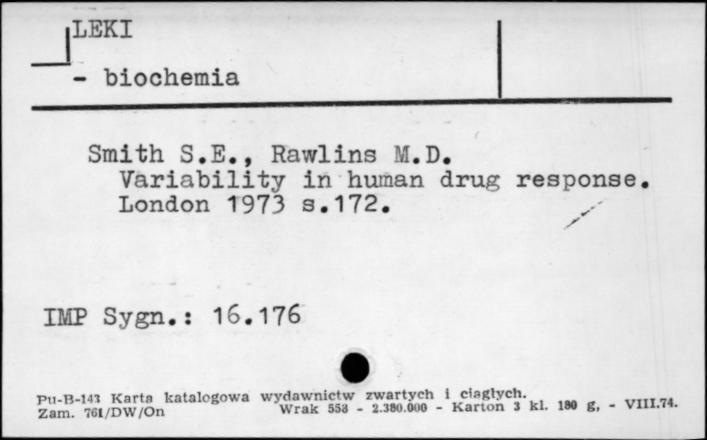 LEKI
- biochemia
Smith S.E., Rawlins M.D.
Variability in human drug response.
London 1973 s.172.
IMP Sygn.: 16.176
Pu-B-143 Karta katalogowa wydawnictw zwartych i ciągłych.
Zam. 761/DW/On Wrak 558 - 2.380.000 - Karton 3 kl. 180 g, - VIII.74.